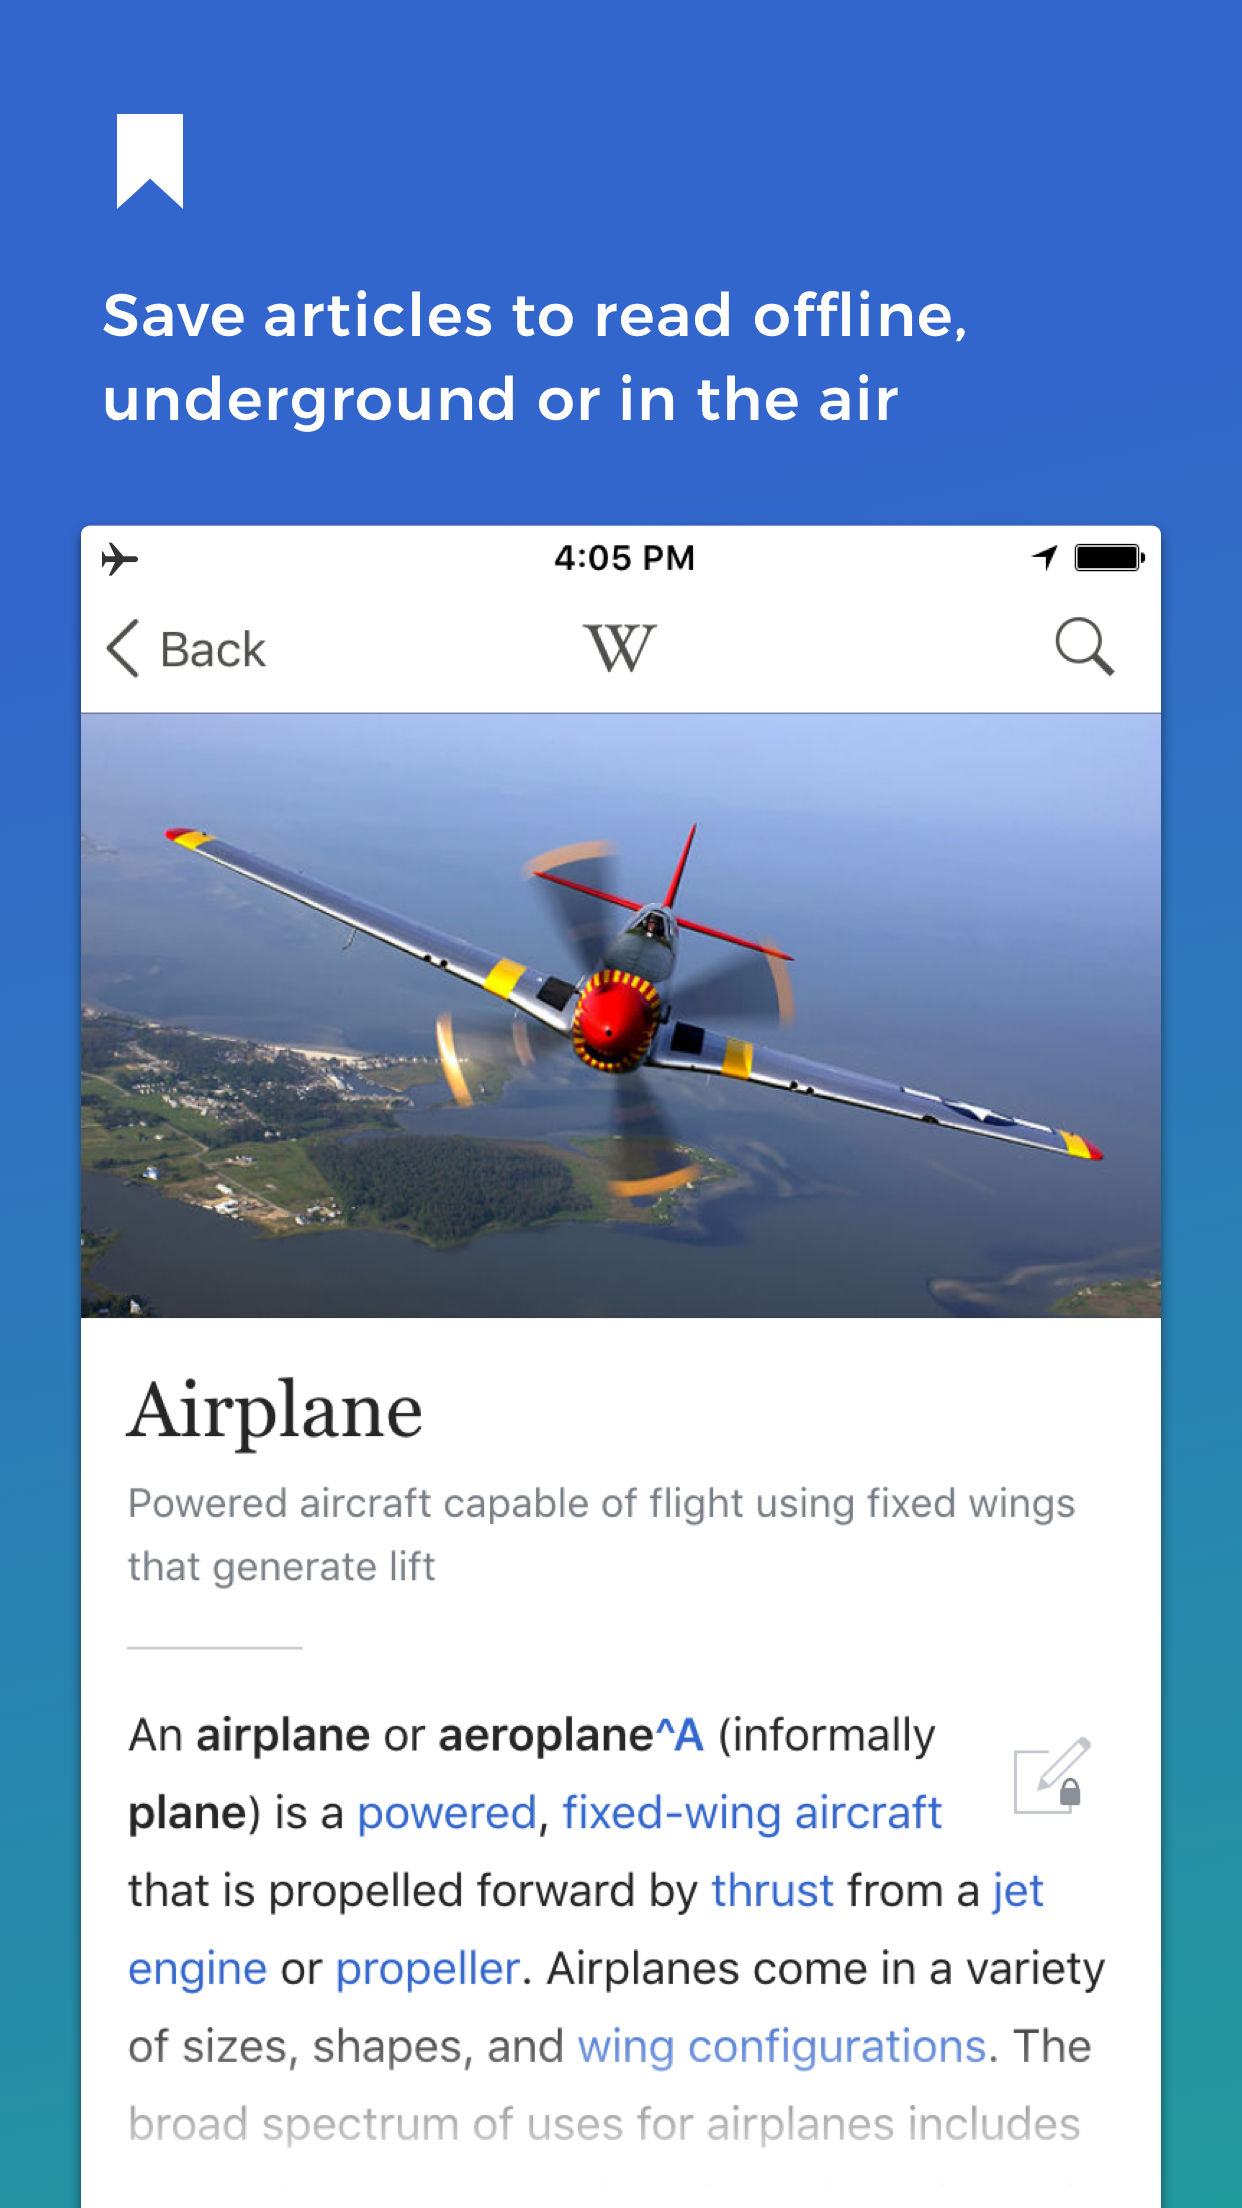 Save articles to read offline,
underground or in the air
4:05 PM
Back
W
Airplane
Powered aircraft capable of flight using fixed wings
that generate lift
An airplane or aeroplane^A (informally
plane) is a powered, fixed-wing aircraft
that is propelled forward by thrust from a jet
engine or propeller. Airplanes come in a variety
of sizes, shapes, and wing configurations. The
broad spectrum of uses for airplanes includes